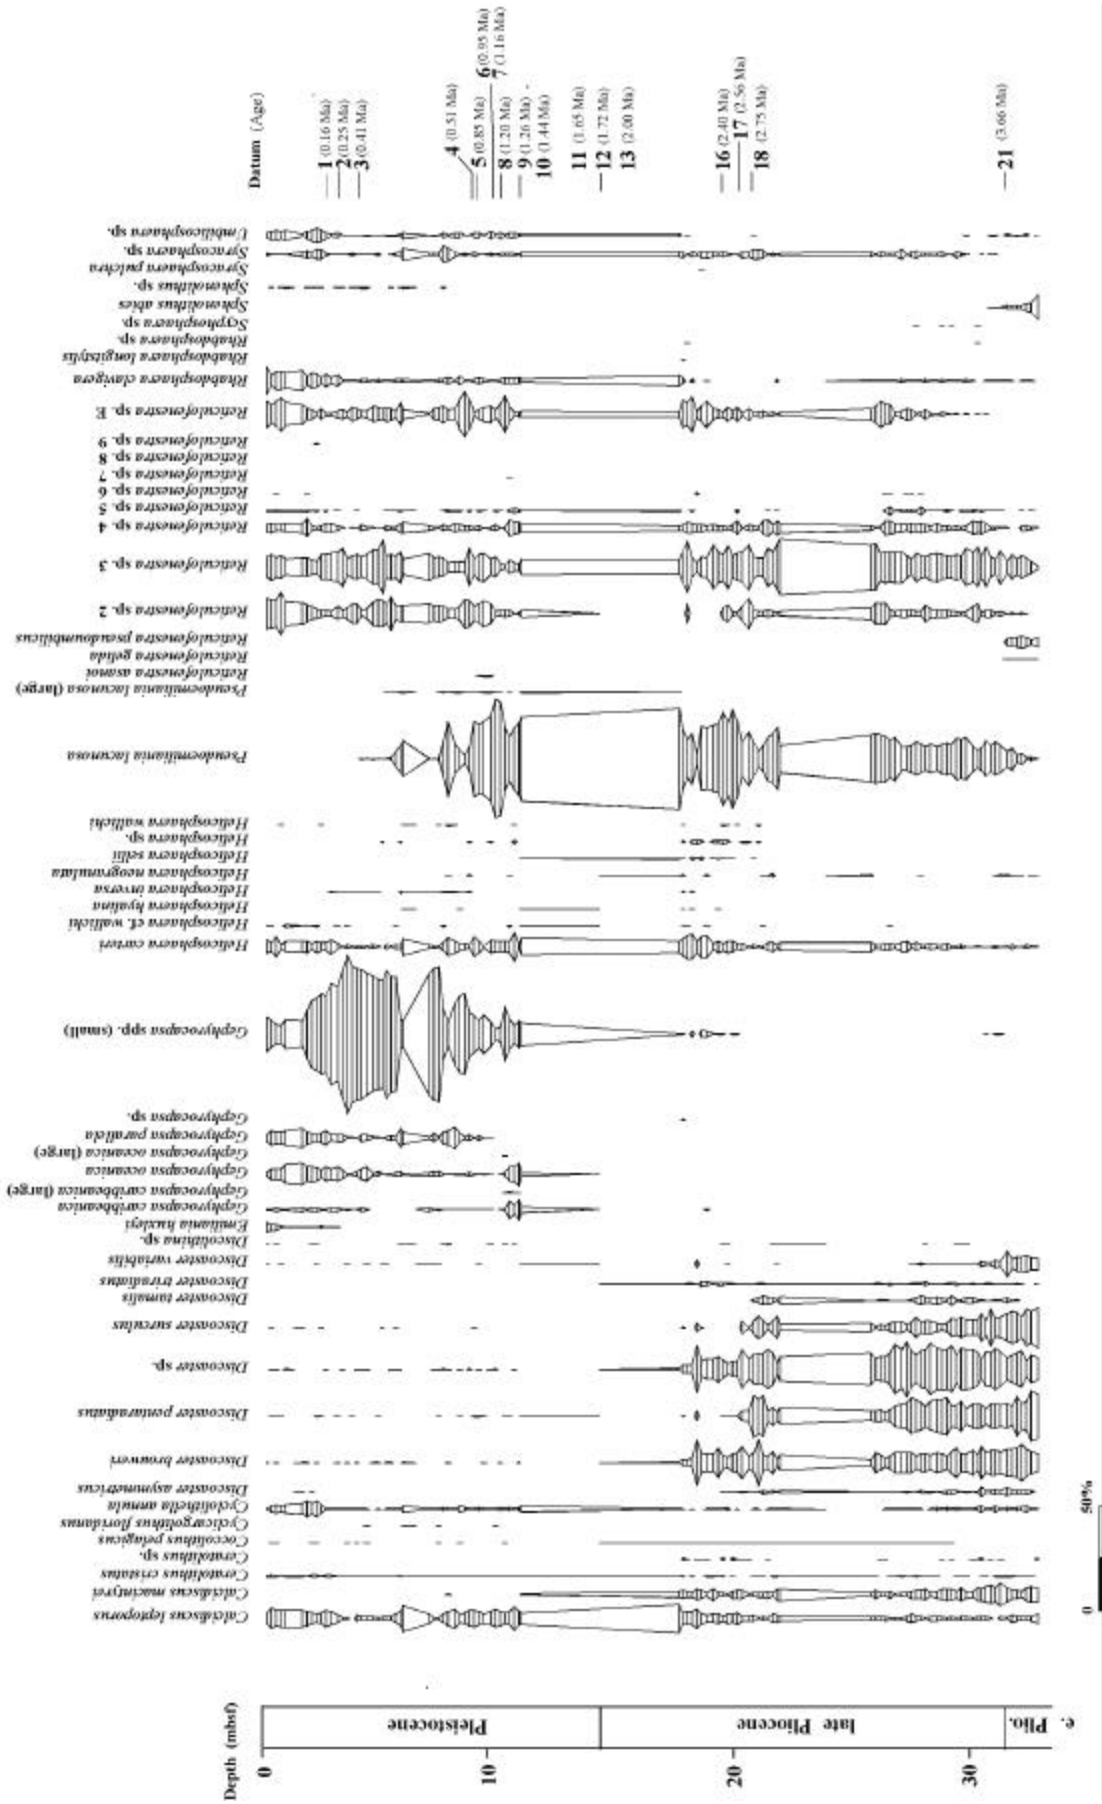 Depth (mbsf)
0
10
20
30
Pleistocene
late Pliocene
e. Plio.
Calcidiscus leptoporus
Calcidiscus macintyrei
Ceratolithus cristatus
Ceratolithus sp.
Coccolithus pelagicus
Cyclicargolithus floridanus
Cyclolithella annula
Discoaster asymmetricus
Discoaster brouweri
Discoaster pentaradiatus
Discoaster sp.
Discoaster surculus
Discoaster tamalis
Discoaster triradiatus
Discoaster variabilis
Discolithina sp.
Emiliania huxleyi
Gephyrocapsa caribbeanica
Gephyrocapsa caribbeanica (large)
Gephyrocapsa oceanica
Gephyrocapsa oceanica (large)
Gephyrocapsa paralida
Gephyrocapsa sp.
Gephyrocapsa spp. (small)
Helicosphaera carteri
Helicosphaera cf. wallichi
Helicosphaera hyalina
Helicosphaera inversa
Helicosphaera neogranulata
Helicosphaera sellii
Helicosphaera sp.
Helicosphaera wallichi
Pseudoemiliania lacunosa
Pseudoemiliania lacunosa (large)
Reticulofenestra asanoi
Reticulofenestra gelida
Reticulofenestra pseudoumbilicus
Reticulofenestra sp. 2
Reticulofenestra sp. 3
Reticulofenestra sp. 4
Reticulofenestra sp. 5
Reticulofenestra sp. 6
Reticulofenestra sp. 7
Reticulofenestra sp. 8
Reticulofenestra sp. 9
Reticulofenestra sp. E
Rhabdosphaera clavigera
Rhabdosphaera longistylis
Rhabdosphaera sp.
Scyphosphaera sp.
Sphenolithus abies
Sphenolithus sp.
Syracosphaera pulchra
Syracosphaera sp.
Umbilicosphaera sp.
Datum (Age)
1 (0.16 Ma)
2 (0.25 Ma)
3 (0.41 Ma)
4 (0.51 Ma)
5 (0.85 Ma)
6 (0.95 Ma)
7 (1.16 Ma)
8 (1.20 Ma)
9 (1.26 Ma)
10 (1.44 Ma)
11 (1.65 Ma)
12 (1.72 Ma)
13 (2.00 Ma)
16 (2.40 Ma)
17 (2.56 Ma)
18 (2.75 Ma)
21 (3.66 Ma)
0
50%